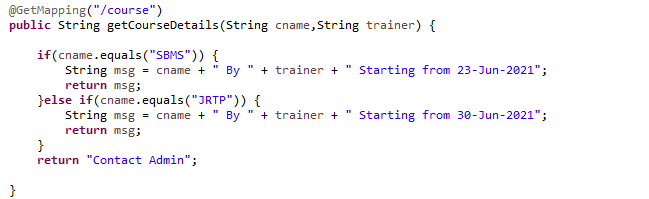 @GetMapping("/course")
public String getCourseDetails(String cname,String trainer) {
if(cname.equals("SBMS")) {
String msg = cname + " By " + trainer + " Starting from 23-Jun-2021";
return msg;
}else if(cname.equals("JRTP")) {
String msg = cname + " By " + trainer + " Starting from 30-Jun-2021";
return msg;
}
return "Contact Admin";
}